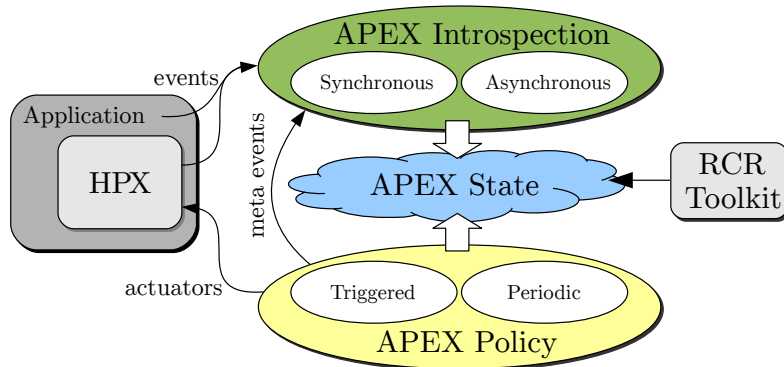 APEX Introspection
Synchronous
Asynchronous
events
Application
HPX
meta events
APEX State
RCR
Toolkit
actuators
Triggered
Periodic
APEX Policy